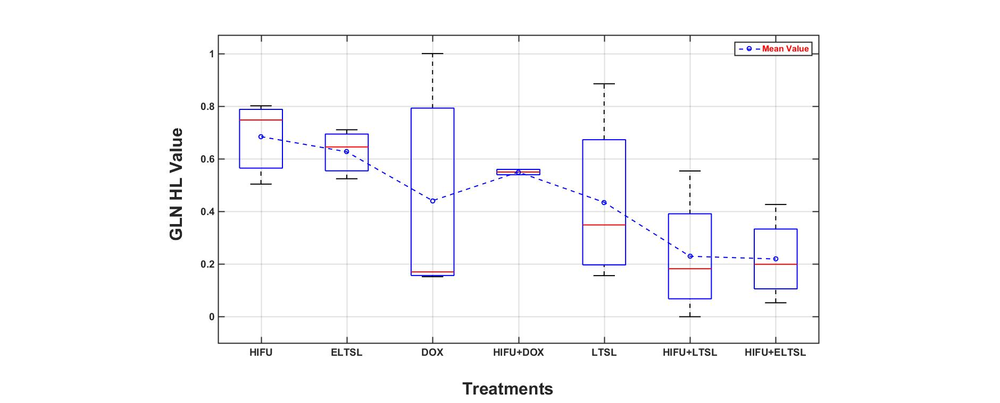 Mean Value
GLN HL Value
1
0.8
0.6
0.4
0.2
0
HIFU ELTSL DOX HIFU+DOX LTSL HIFU+LTSL HIFU+ELTSL
Treatments